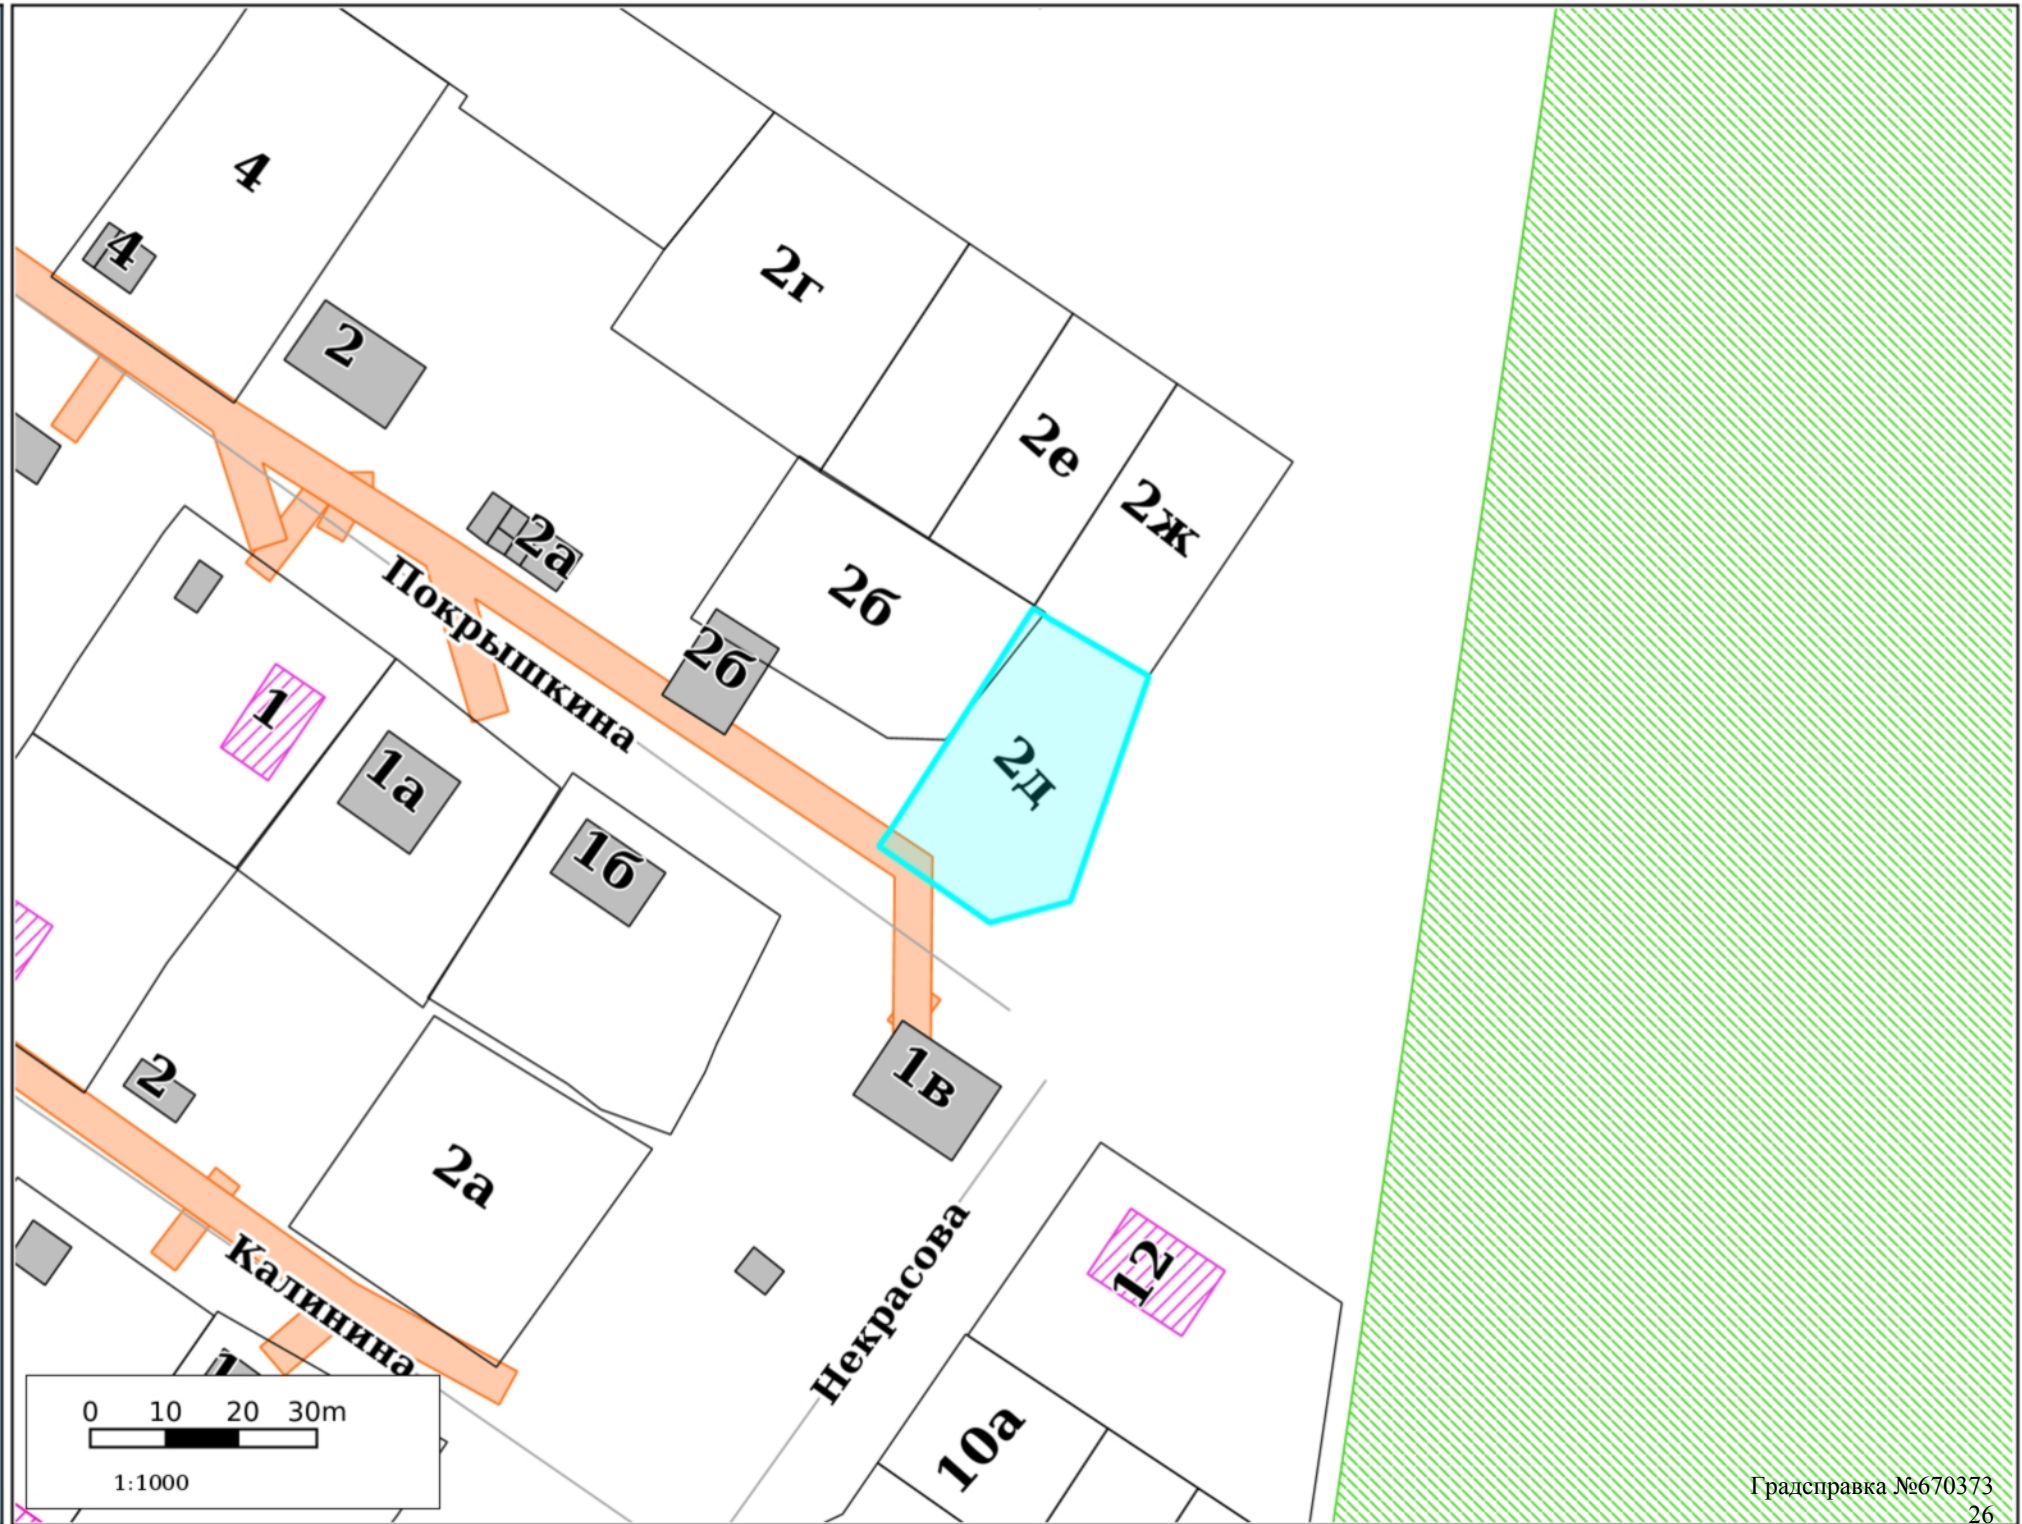 4
4
2г
2
2е
2ж
2а
2б
Покрышкина
2б
1
2д
1а
1б
1в
2
2а
Некрасова
12
Калинина
1
10а
0 10 20 30m
1:1000
Градсправка №670373
26